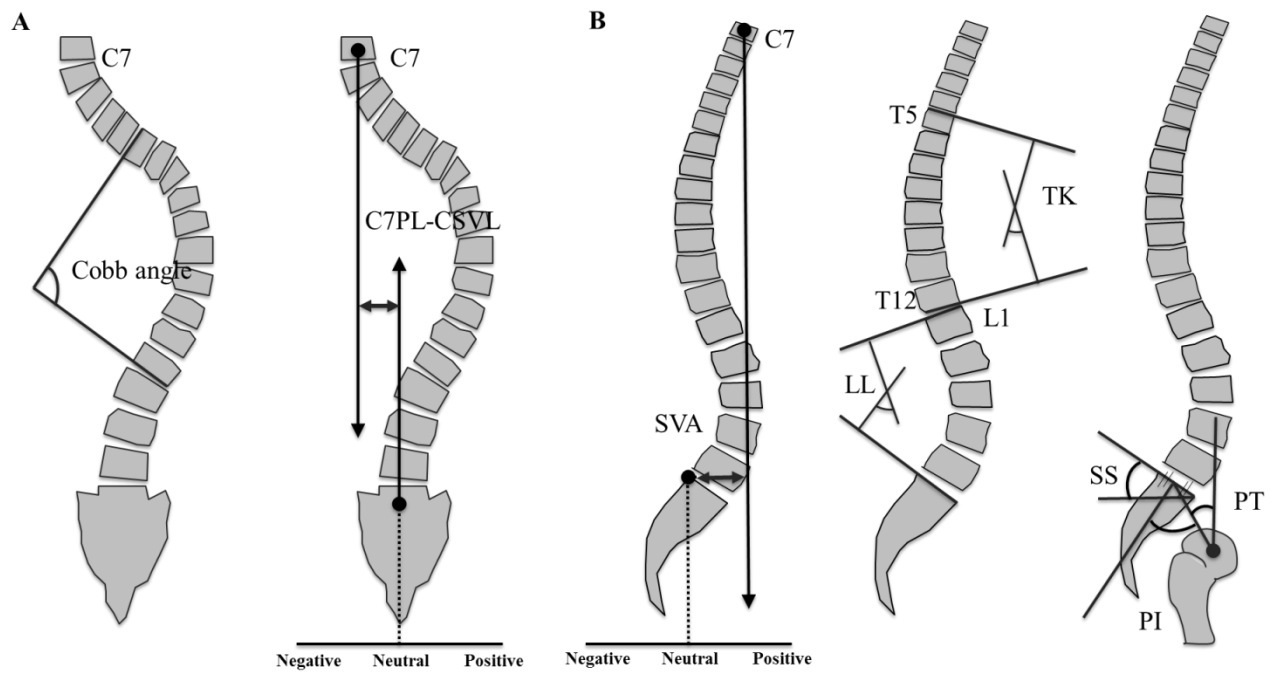 A
C7
Cobb angle
C7
C7PL-CSVL
Negative Neutral Positive
B
C7
SVA
Negative Neutral Positive
T5
TK
T12
L1
LL
SS
PT
PI